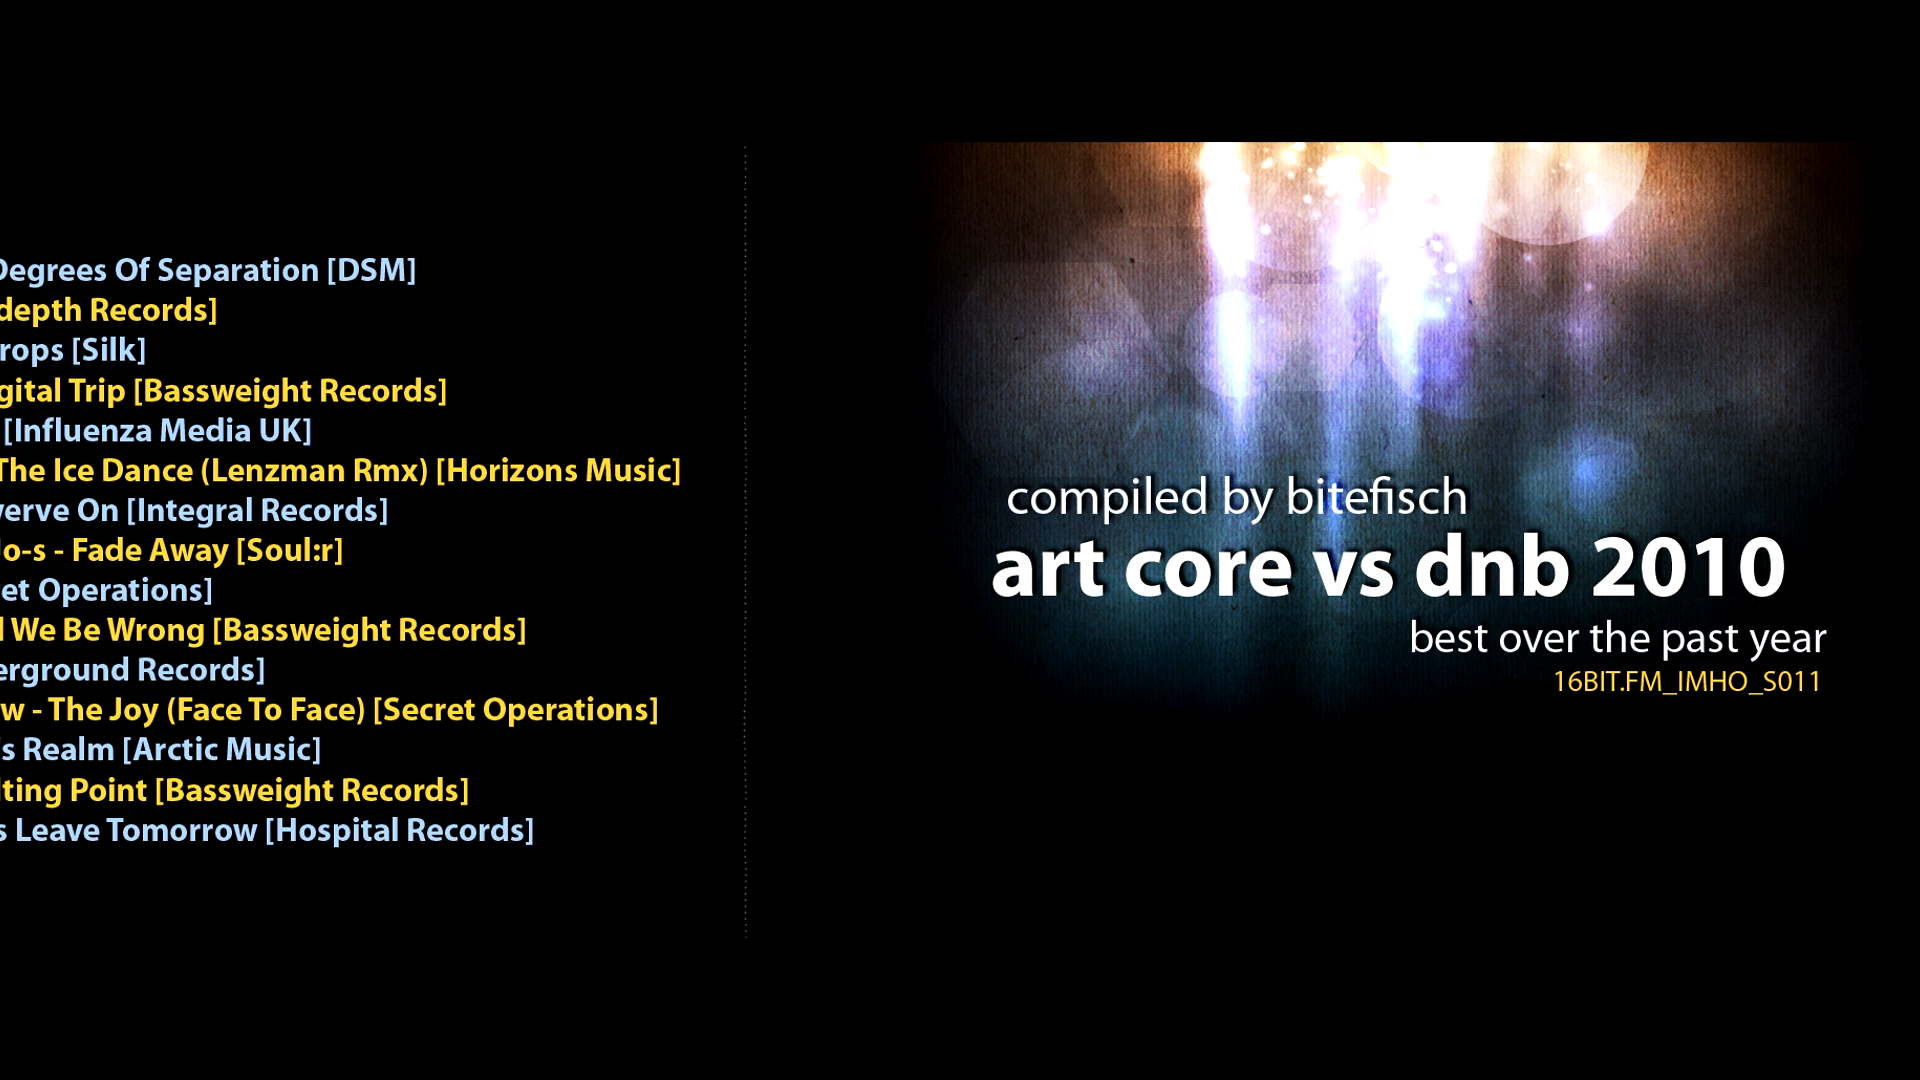 Degrees Of Separation [DSM]
depth Records]
rops [Silk]
gital Trip [Bassweight Records]
[Influenza Media UK]
The Ice Dance (Lenzman Rmx) [Horizons Music]
verve On [Integral Records]
Jo-s - Fade Away [Soul:r]
et Operations]
l We Be Wrong [Bassweight Records]
erground Records]
w - The Joy (Face To Face) [Secret Operations]
's Realm [Arctic Music]
lting Point [Bassweight Records]
s Leave Tomorrow [Hospital Records]
compiled by bitefisch
art core vs dnb 2010
best over the past year
16BIT.FM_IMHO_S011